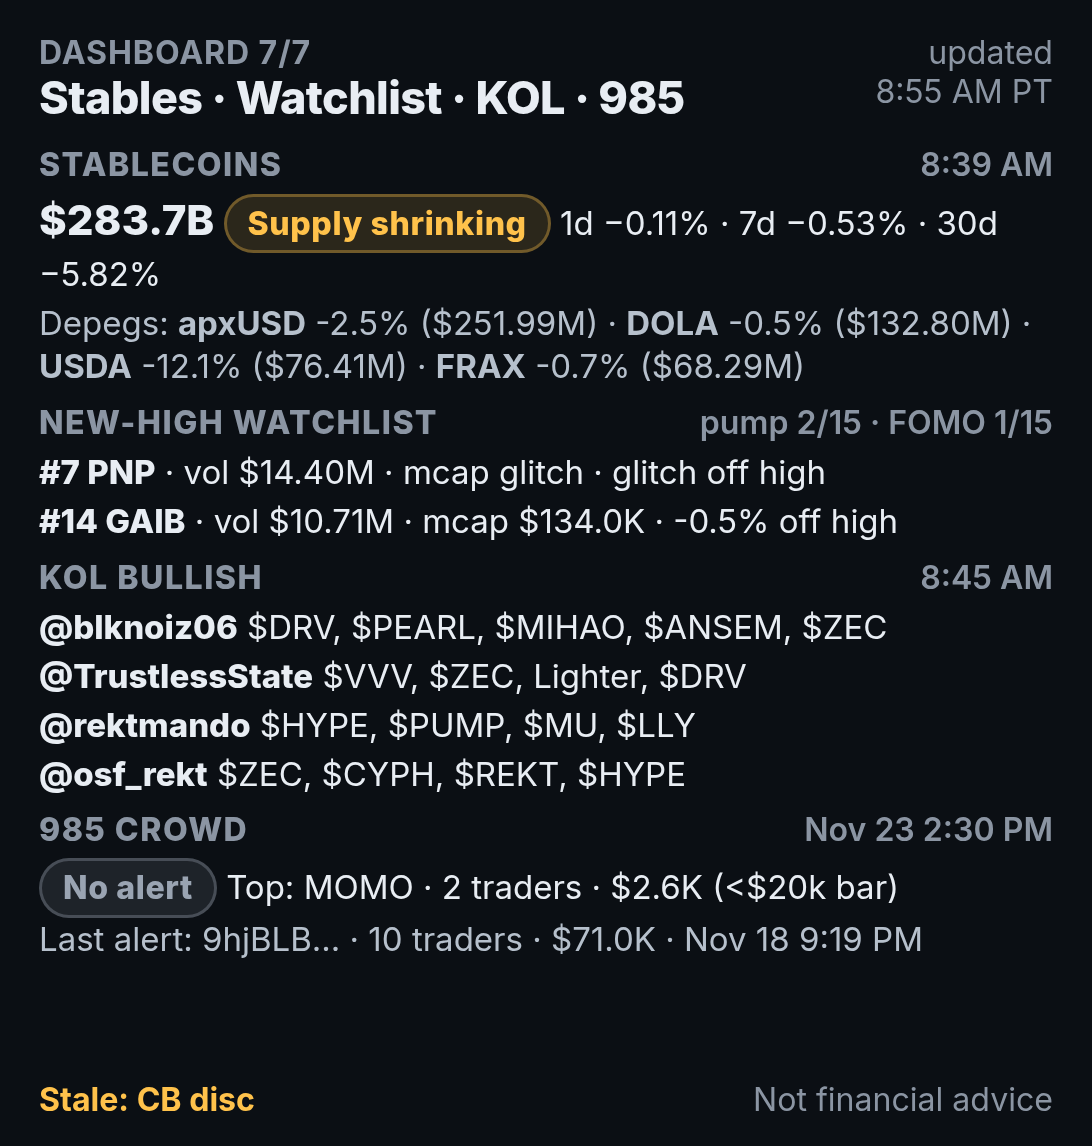 DASHBOARD 7/7
updated
8:55 AM PT
Stables · Watchlist · KOL · 985
STABLECOINS 8:39 AM
$283.7B Supply shrinking 1d −0.11% · 7d −0.53% · 30d
−5.82%
Depegs: apxUSD -2.5% ($251.99M) · DOLA -0.5% ($132.80M) ·
USDA -12.1% ($76.41M) · FRAX -0.7% ($68.29M)
NEW-HIGH WATCHLIST pump 2/15 · FOMO 1/15
#7 PNP · vol $14.40M · mcap glitch · glitch off high
#14 GAIB · vol $10.71M · mcap $134.0K · -0.5% off high
KOL BULLISH 8:45 AM
@blknoiz06 $DRV, $PEARL, $MIHAO, $ANSEM, $ZEC
@TrustlessState $VVV, $ZEC, Lighter, $DRV
@rektmando $HYPE, $PUMP, $MU, $LLY
@osf_rekt $ZEC, $CYPH, $REKT, $HYPE
985 CROWD Nov 23 2:30 PM
No alert Top: MOMO · 2 traders · $2.6K (<$20k bar)
Last alert: 9hjBLB... · 10 traders · $71.0K · Nov 18 9:19 PM
Stale: CB disc Not financial advice